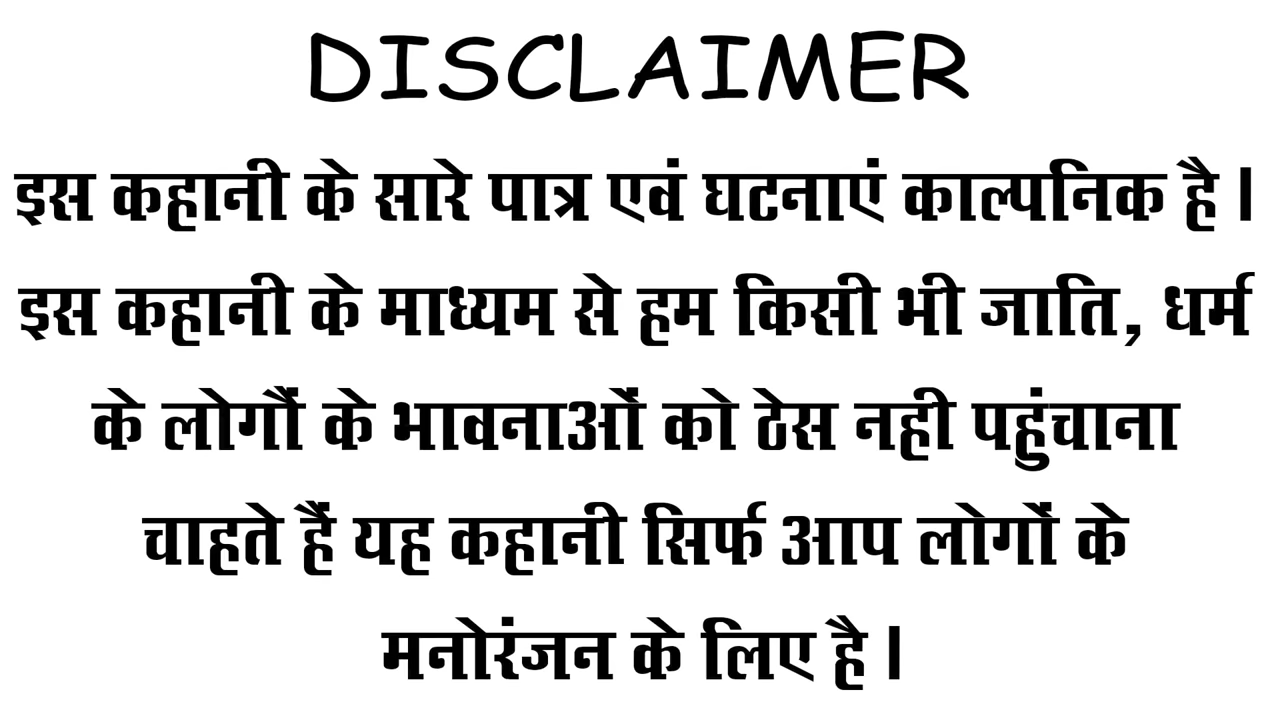 DISCLAIMER
इस कहानी के सारे पात्र एवं घटनाएं काल्पनिक है।
इस कहानी के माध्यम से हम किसी भी जाति, धर्म
के लोगौं के भावनाओं को ठेस नही पहुंचाना
चाहते हैं यह कहानी सिर्फ आप लोगों के
मनोरंजन के लिए है।